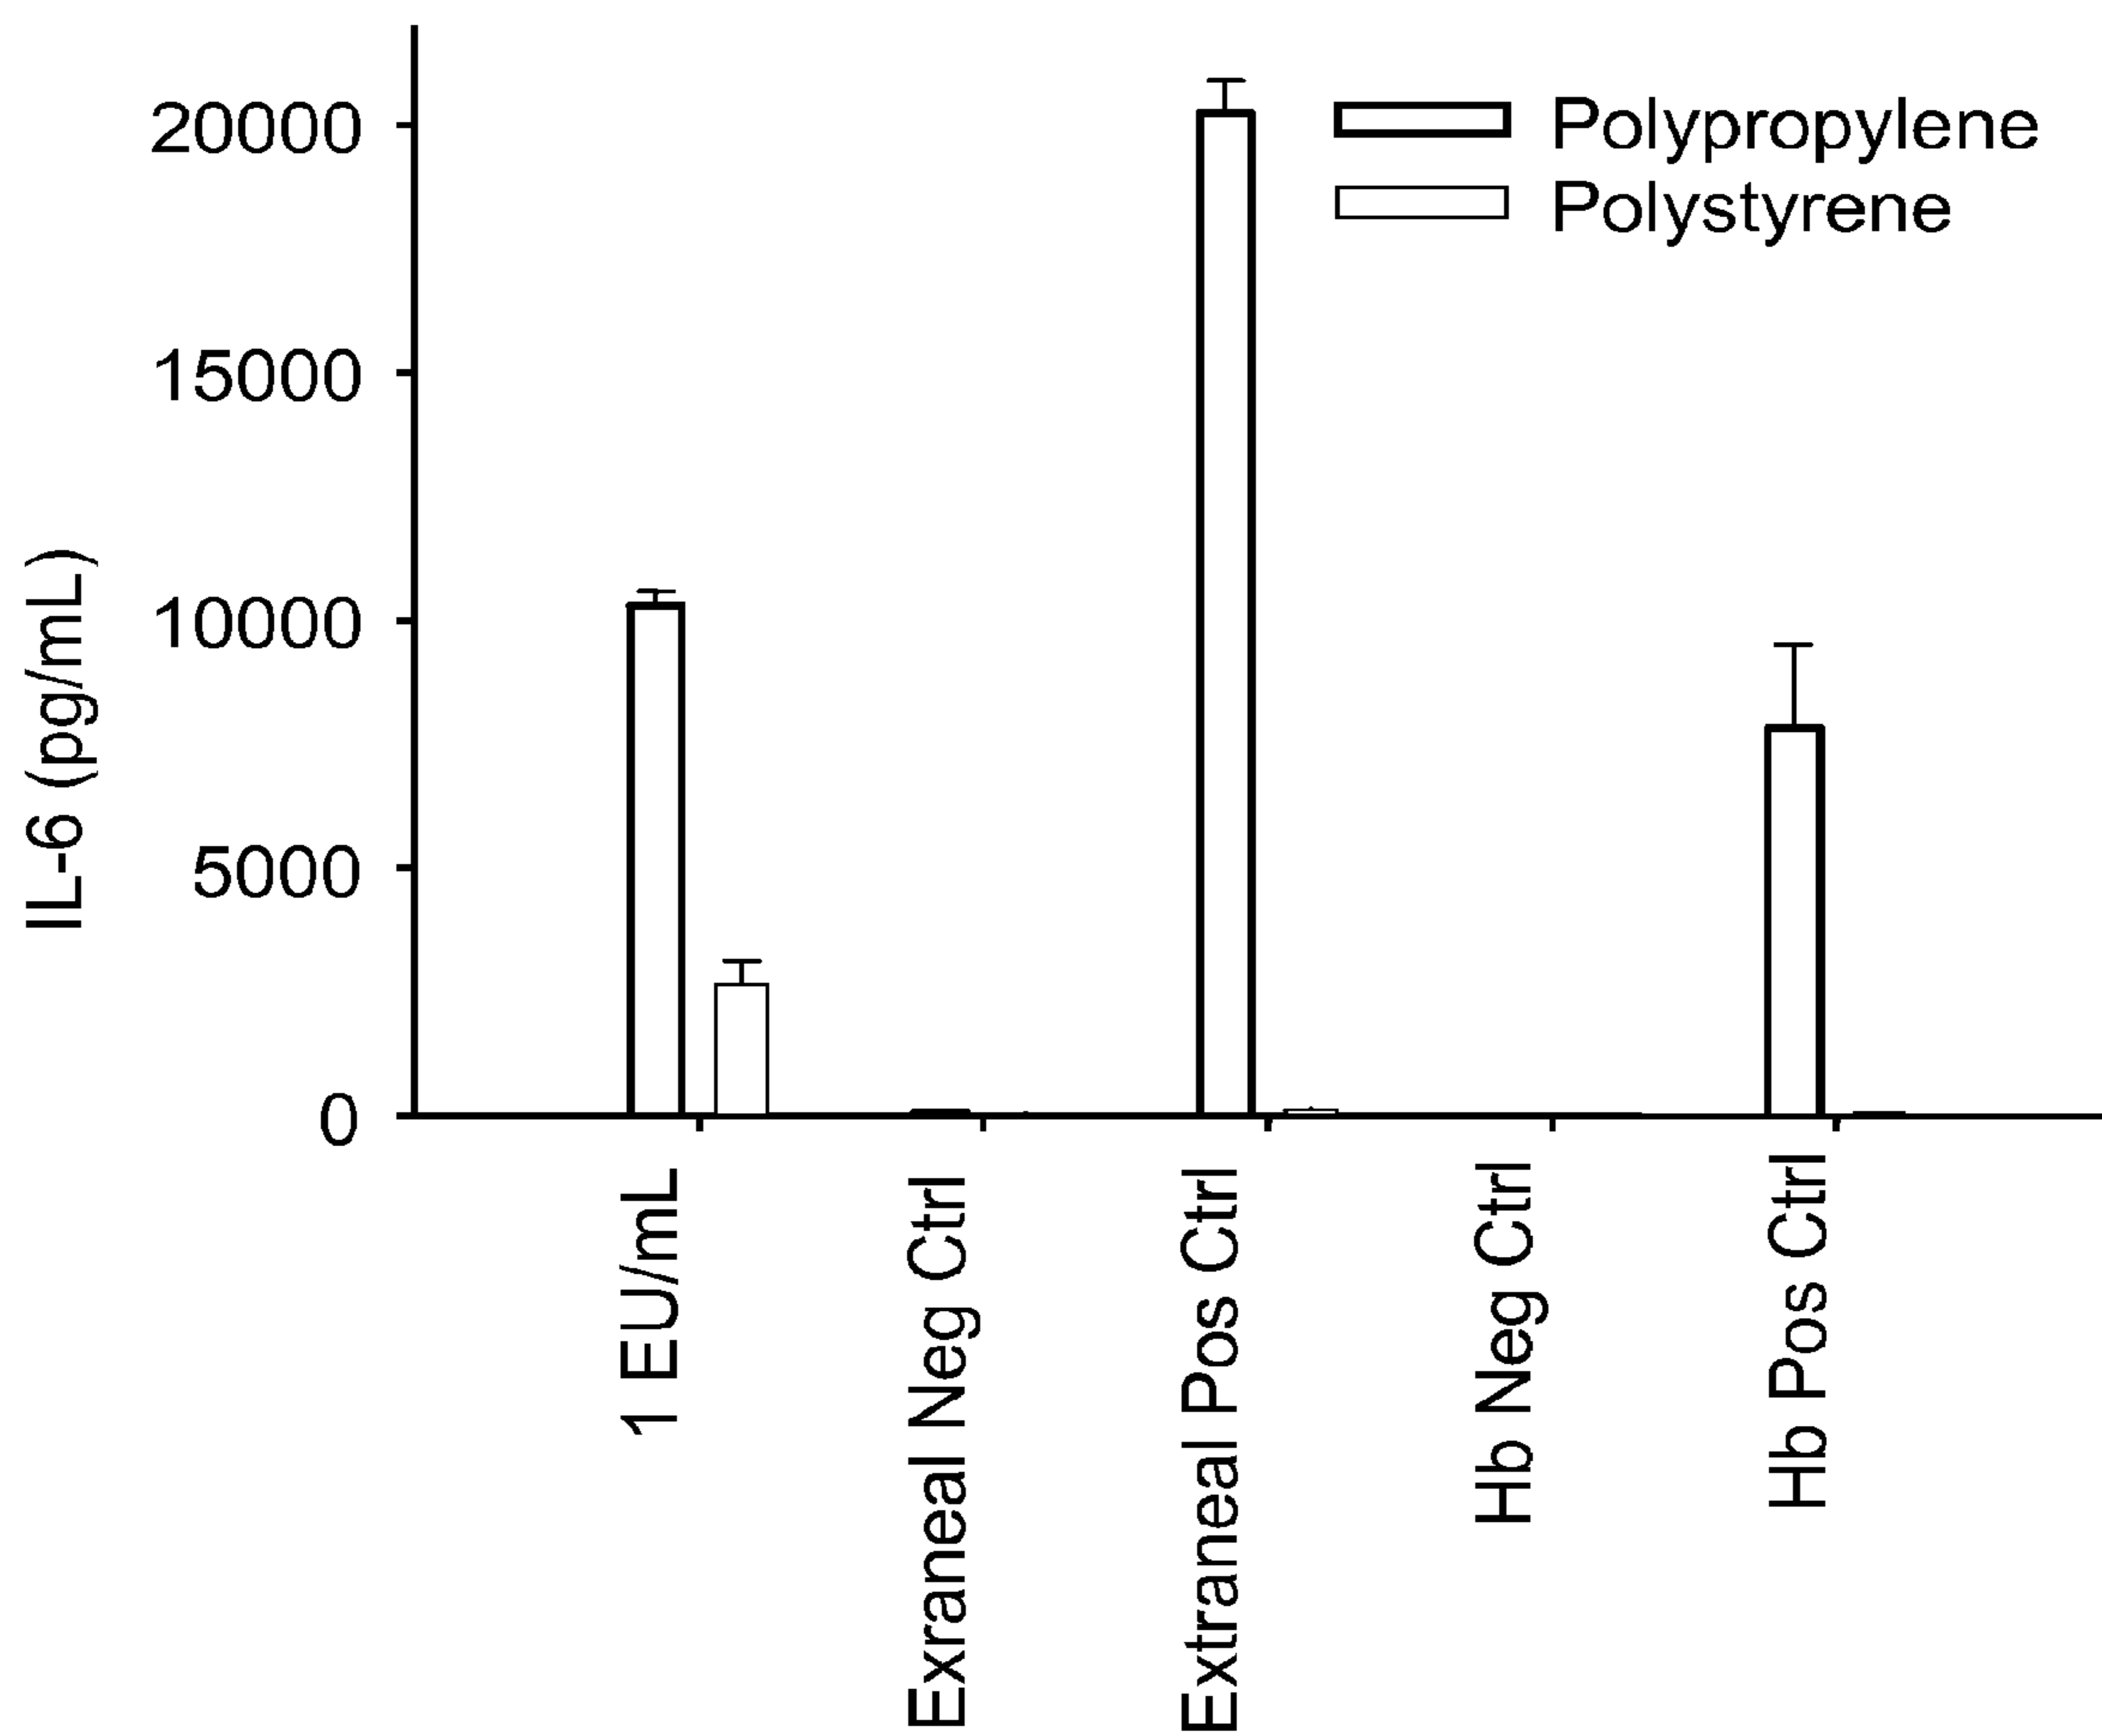 20000
15000
10000
5000
0
IL-6 (pg/mL)
Polypropylene
Polystyrene
1 EU/mL
Exraneal Neg Ctrl
Extraneal Pos Ctrl
Hb Neg Ctrl
Hb Pos Ctrl